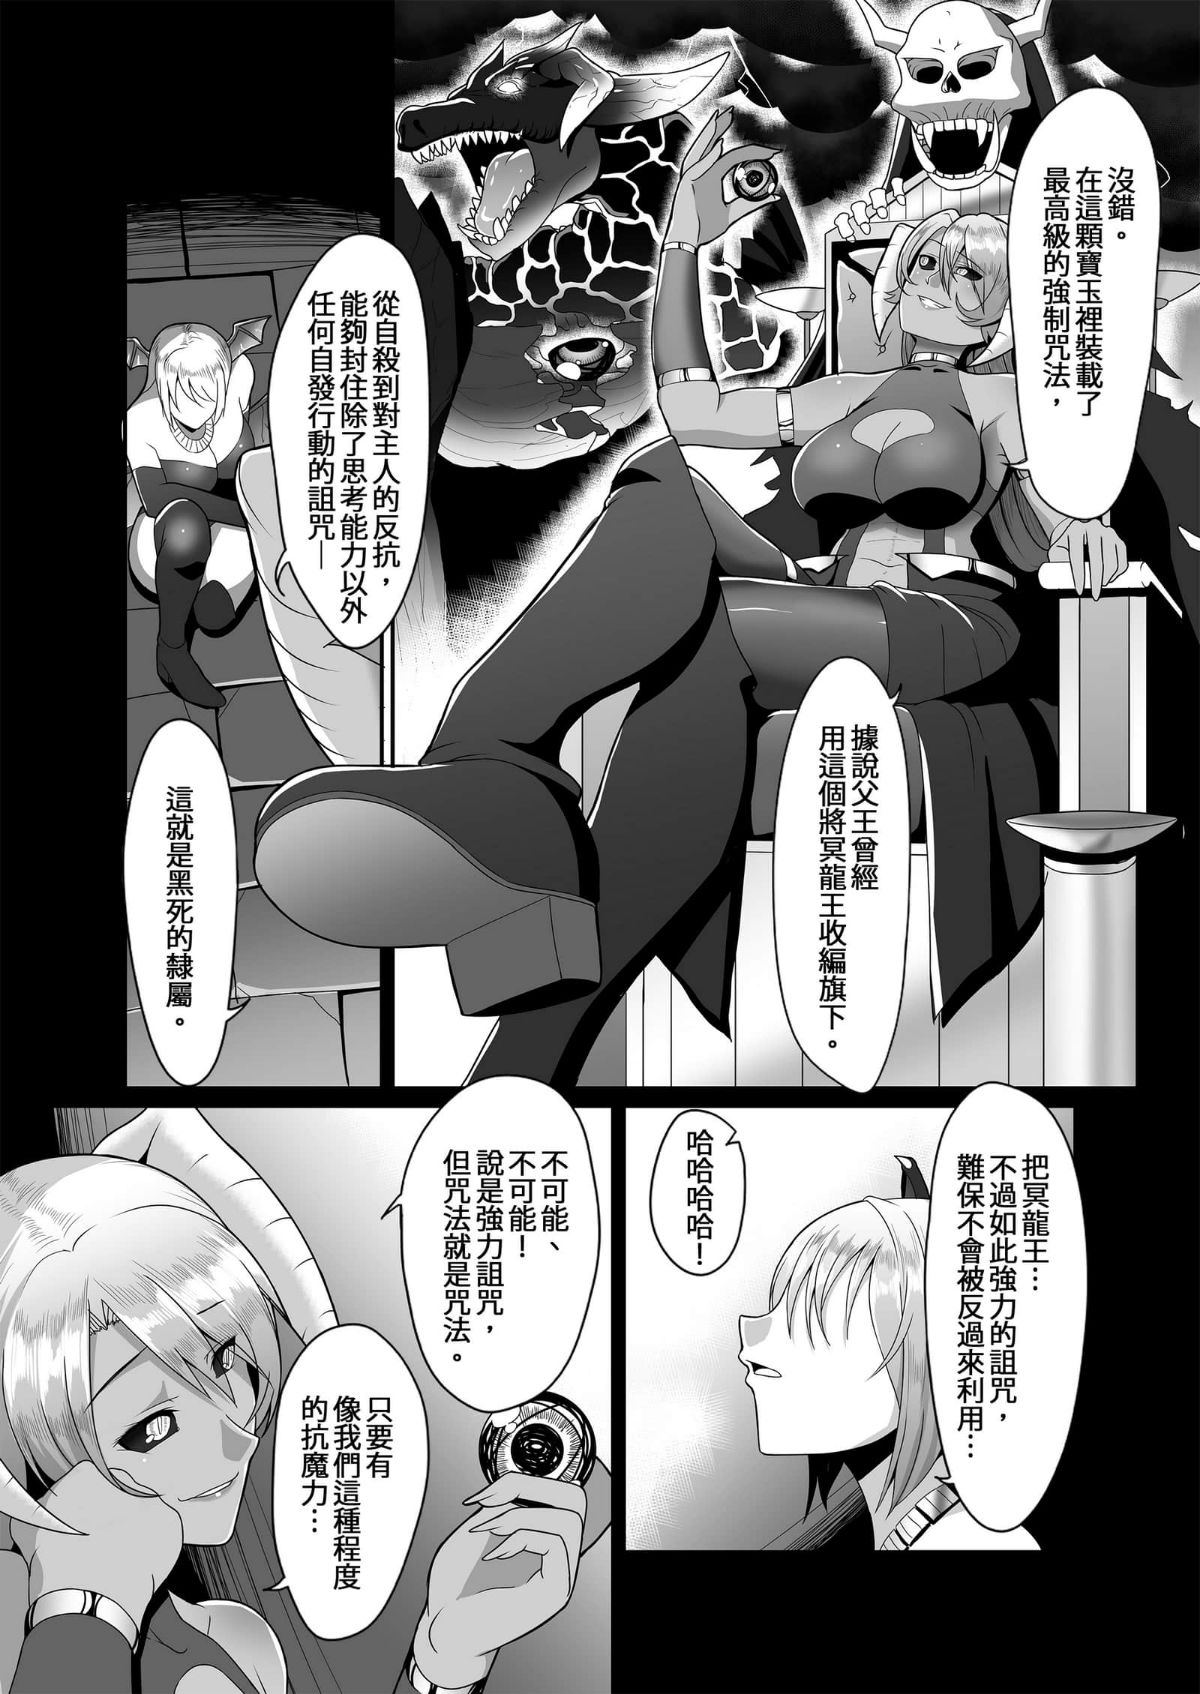 沒錯。
在這顆寶玉裡裝載了
最高級的強制咒法，
從自殺到對主人的反抗，
能夠封住除了思考能力以外
任何自發行動的詛咒—
據說父王曾經
用這個將冥龍王收編旗下。
這就是黑死的隸屬。
把冥龍王…
不過如此強力的詛咒，
難保不會被反過來利用…
哈哈哈哈！
不可能、
不可能！
說是強力詛咒，
但咒法就是咒法。
只要有
像我們這種程度
的抗魔力…